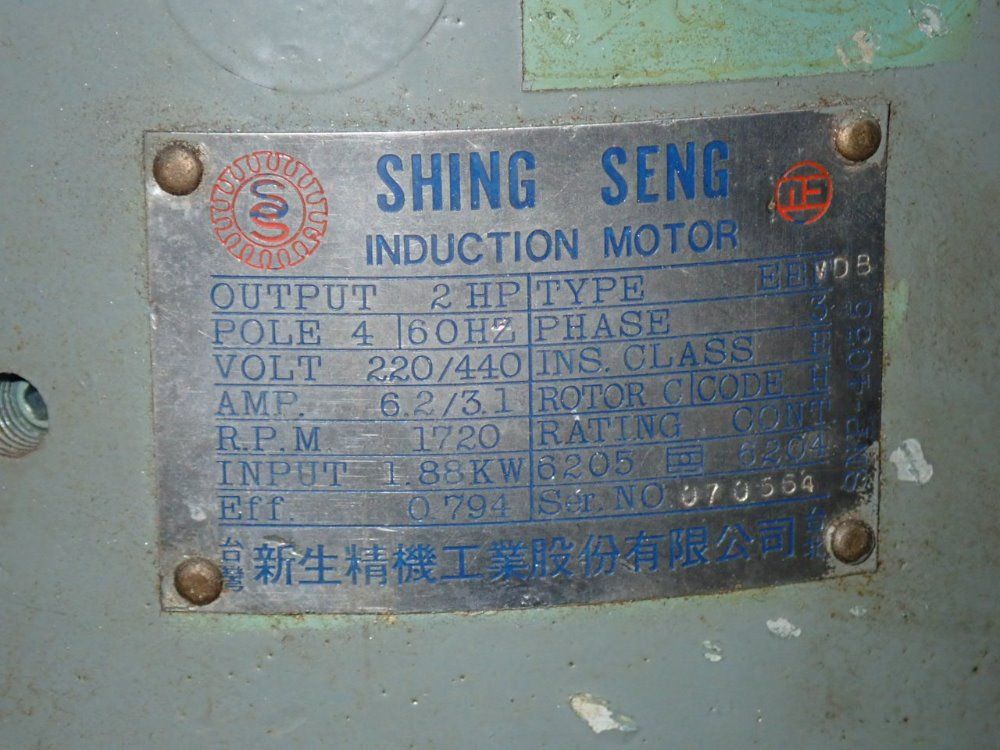 SHING SENG
正
INDUCTION MOTOR
OUTPUT 2 HP TYPE EEVDB
POLE 4 60HZ PHASE 3
VOLT 220/440 INS. CLASS E
AMP. 6.2/3.1 ROTOR C CODE H
R.P.M. 1720 RATING CONT
INPUT 1.88KW 6205 6204
Eff. 0.794 Ser. NO. 070564
台灣 新生精機工業股份有限公司